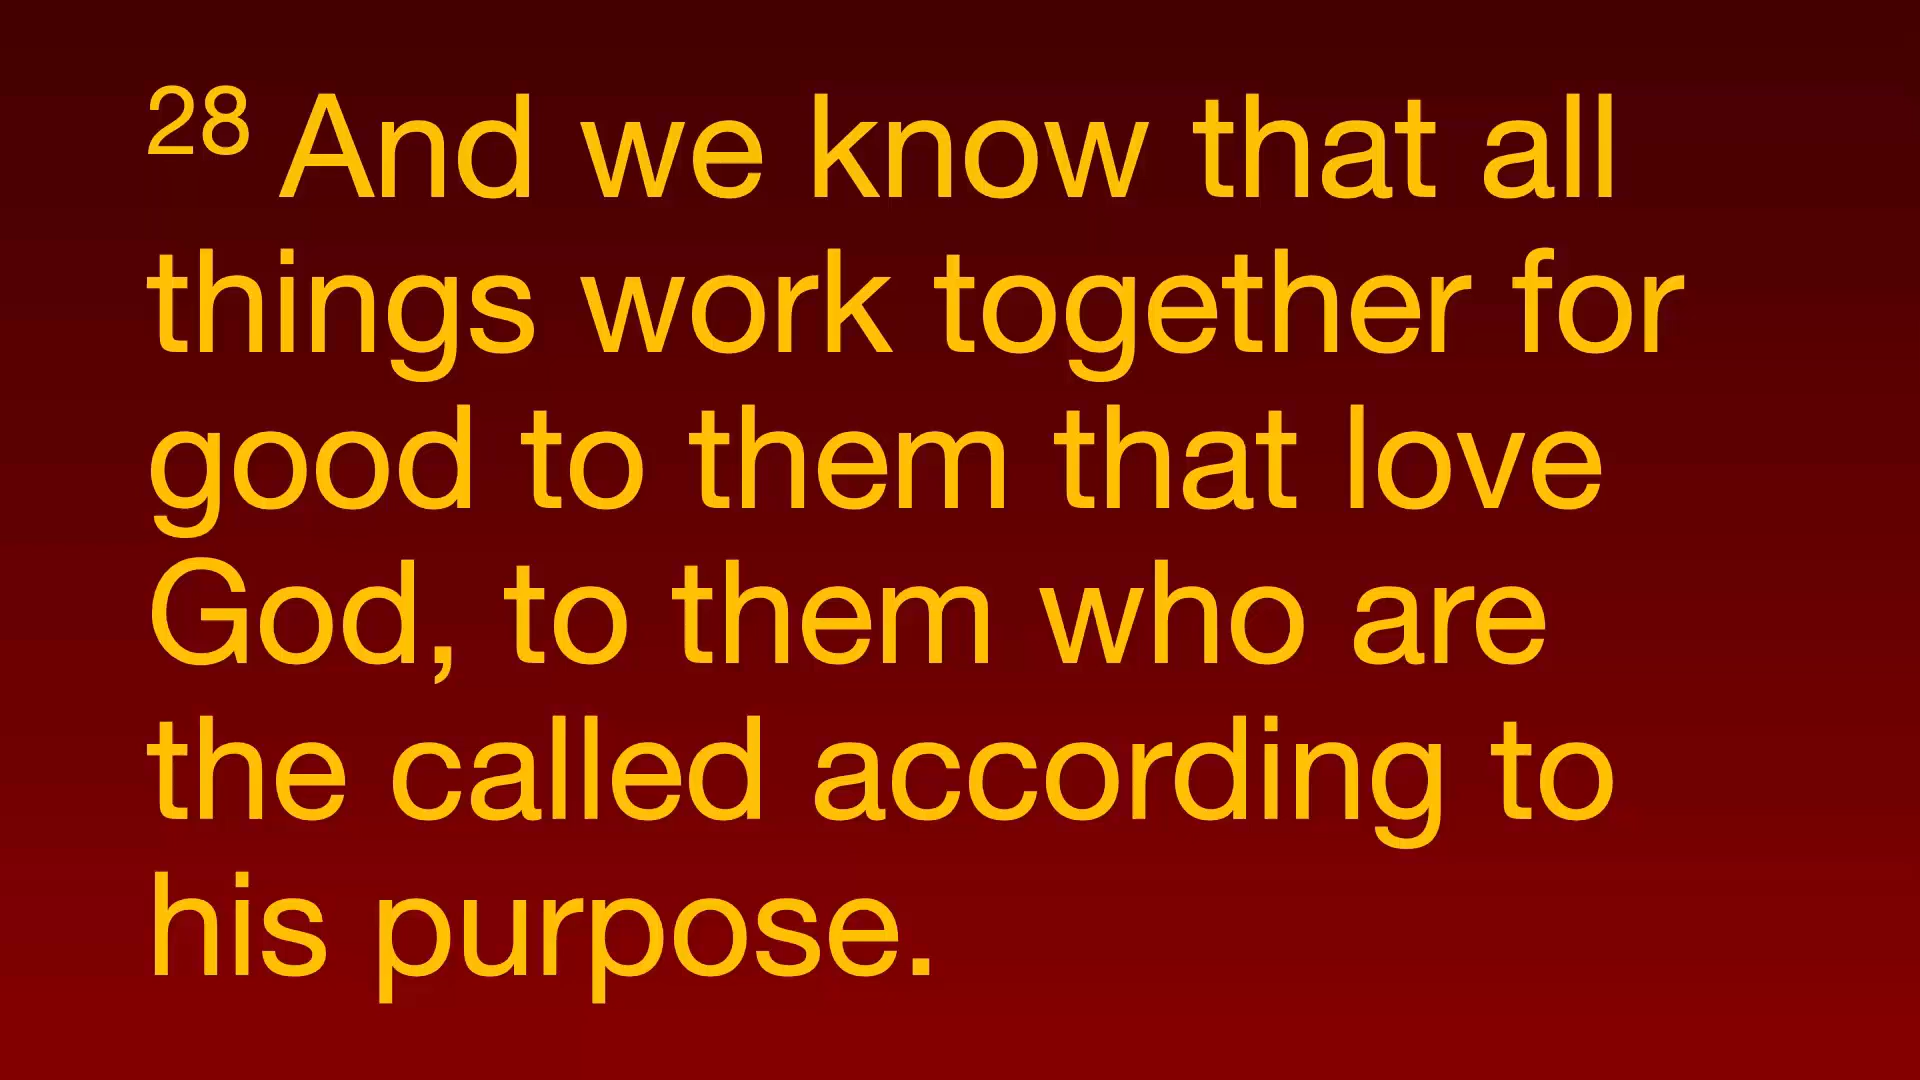 28 And we know that all
things work together for
good to them that love
God, to them who are
the called according to
his purpose.